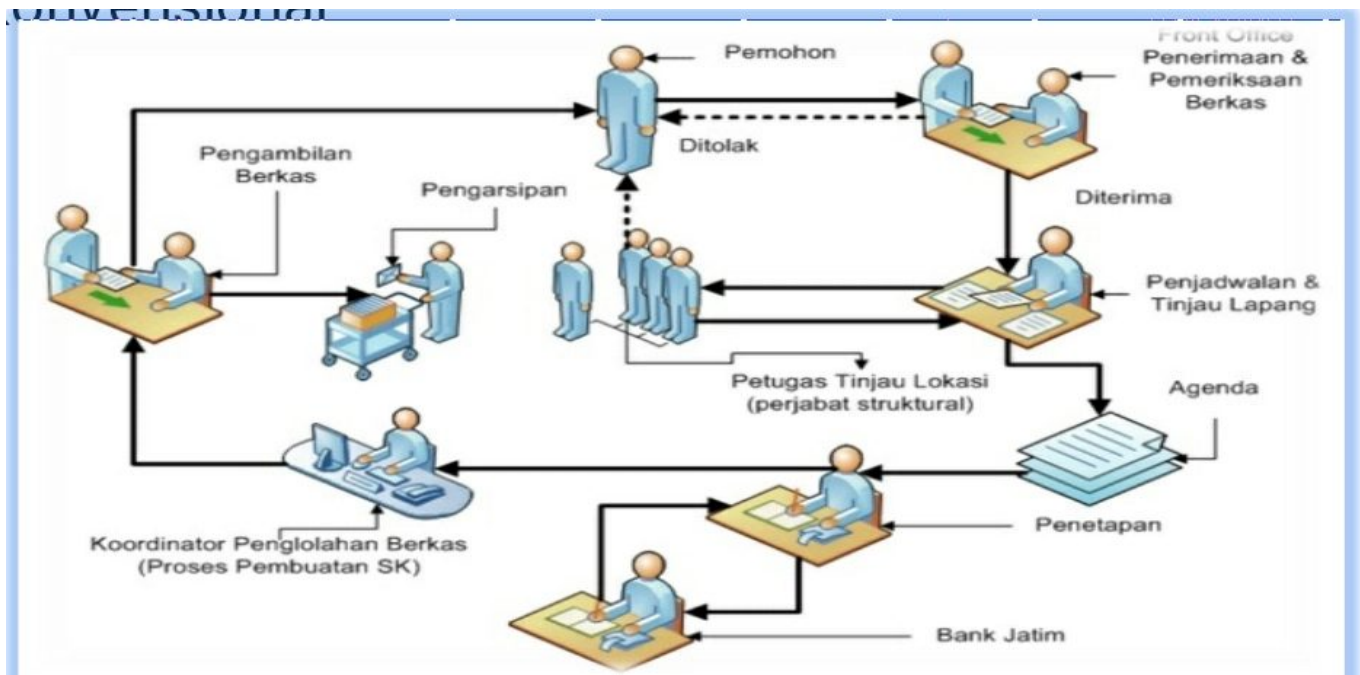 Konvensional
Pemohon
Front Office
Penerimaan &
Pemeriksaan
Berkas
Ditolak
Pengambilan
Berkas
Pengarsipan
Diterima
Penjadwalan &
Tinjau Lapang
Petugas Tinjau Lokasi
(perjabat struktural)
Agenda
Koordinator Penglolahan Berkas
(Proses Pembuatan SK)
Penetapan
Bank Jatim